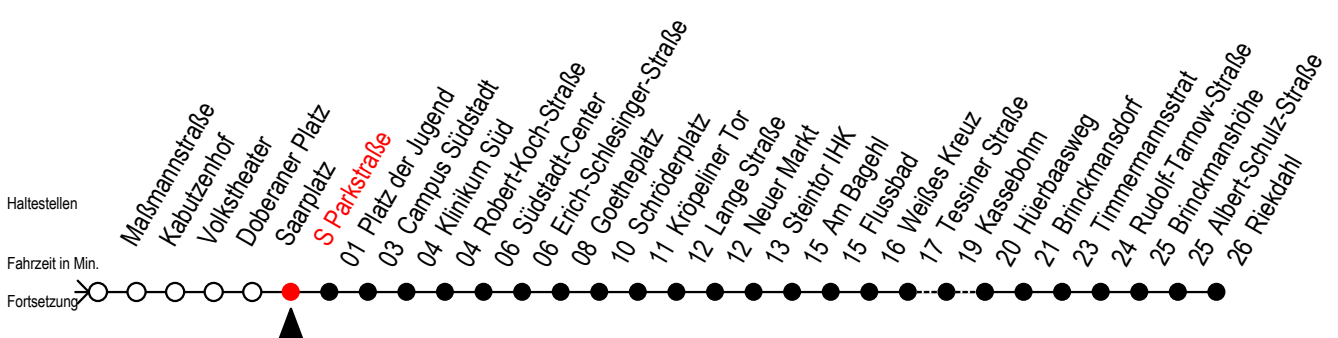 Haltestellen
Fahrzeit in Min.
Fortsetzung
Maßmannstraße
Kabutzenhof
Volkstheater
Doberaner Platz
Saarplatz
S Parkstraße
01 Platz der Jugend
03 Campus Südstadt
04 Klinikum Süd
04 Robert-Koch-Straße
06 Südstadt-Center
06 Erich-Schlesinger-Straße
08 Goetheplatz
10 Schröderplatz
11 Kröpeliner Tor
12 Lange Straße
12 Neuer Markt
13 Steintor IHK
15 Am Bagehl
15 Flussbad
16 Weißes Kreuz
17 Tessiner Straße
19 Kassebohm
20 Hüerbaasweg
21 Brinckmansdorf
23 Timmermannsstrat
24 Rudolf-Tarnow-Straße
25 Brinckmanshöhe
25 Albert-Schulz-Straße
26 Riekdahl